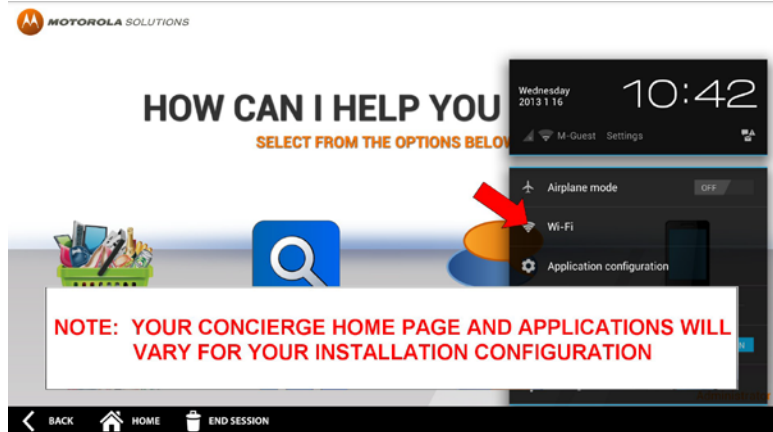 MOTOROLA SOLUTIONS
HOW CAN I HELP YOU
SELECT FROM THE OPTIONS BELOW
Wednesday
2013 1 16
10:42
M-Guest Settings
Airplane mode OFF
Wi-Fi
Application configuration
NOTE: YOUR CONCIERGE HOME PAGE AND APPLICATIONS WILL
VARY FOR YOUR INSTALLATION CONFIGURATION
BACK HOME END SESSION